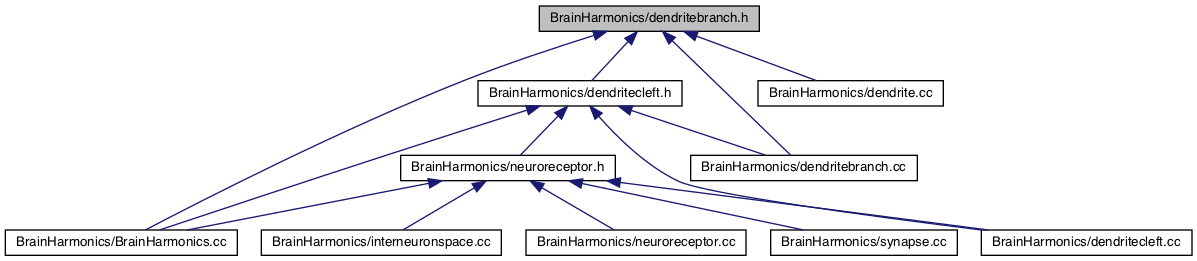 BrainHarmonics/dendritebranch.h
BrainHarmonics/dendritecleft.h
BrainHarmonics/dendrite.cc
BrainHarmonics/neuroreceptor.h
BrainHarmonics/dendritebranch.cc
BrainHarmonics/BrainHarmonics.cc
BrainHarmonics/interneuronspace.cc
BrainHarmonics/neuroreceptor.cc
BrainHarmonics/synapse.cc
BrainHarmonics/dendritecleft.cc